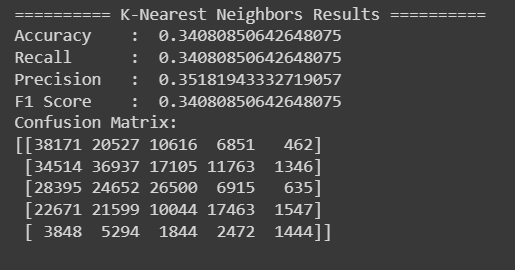 ========== K-Nearest Neighbors Results ==========
Accuracy    :  0.34080850642648075
Recall      :  0.34080850642648075
Precision   :  0.35181943332719057
F1 Score    :  0.34080850642648075
Confusion Matrix:
[[38171 20527 10616  6851   462]
 [34514 36937 17105 11763  1346]
 [28395 24652 26500  6915   635]
 [22671 21599 10044 17463  1547]
 [ 3848  5294  1844  2472  1444]]